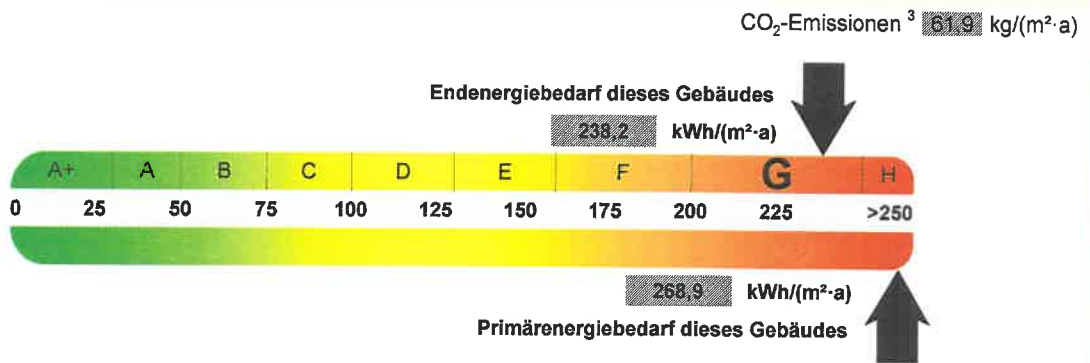 CO₂-Emissionen ³ 61,9 kg/(m²·a)
Endenergiebedarf dieses Gebäudes
238,2 kWh/(m²·a)
A+ A B C D E F G H
0 25 50 75 100 125 150 175 200 225 >250
268,9 kWh/(m²·a)
Primärenergiebedarf dieses Gebäudes